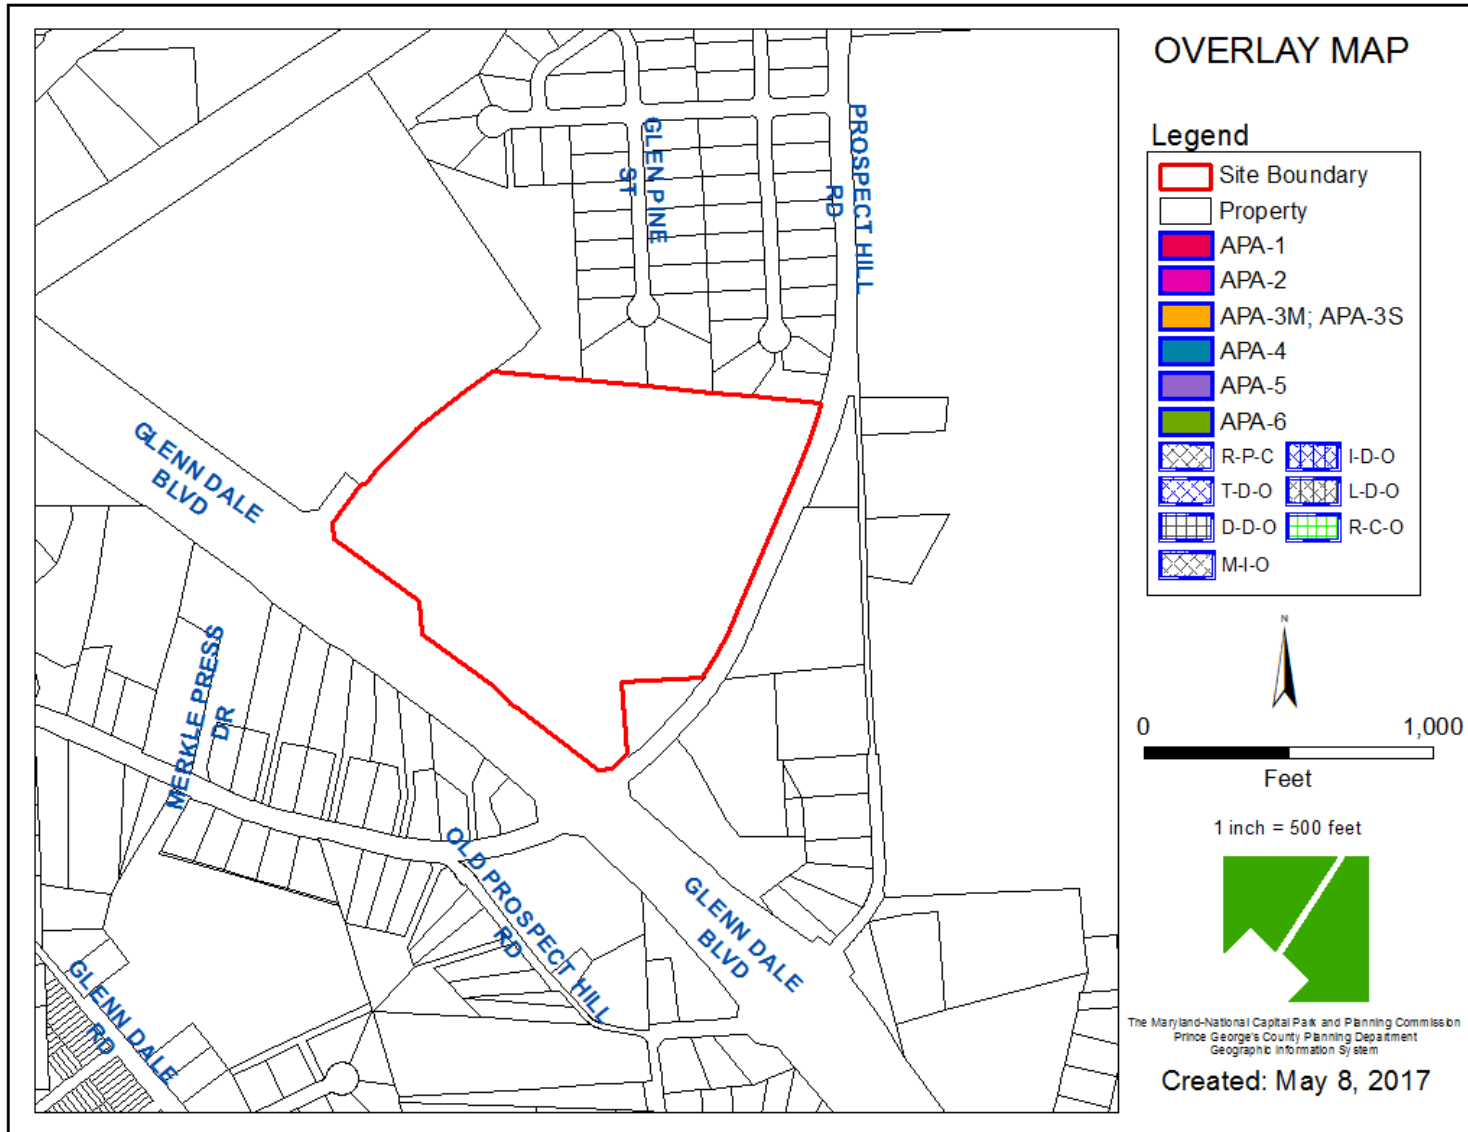 OVERLAY MAP
Legend
Site Boundary
Property
APA-1
APA-2
APA-3M; APA-3S
APA-4
APA-5
APA-6
R-P-C
I-D-O
T-D-O
L-D-O
D-D-O
R-C-O
M-I-O
N
0
1,000
Feet
1 inch = 500 feet
The Maryland-National Capital Park and Planning Commission
Prince George's County Planning Department
Geographic Information System
Created: May 8, 2017
GLEN PINE
ST
PROSPECT HILL
RD
GLENN DALE
BLVD
MERKLE PRESS
DR
OLD PROSPECT HILL
RD
GLENN DALE
BLVD
GLENN DALE
RD